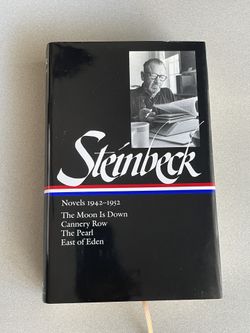 Steinbeck
Novels 1942–1952
The Moon Is Down
Cannery Row
The Pearl
East of Eden